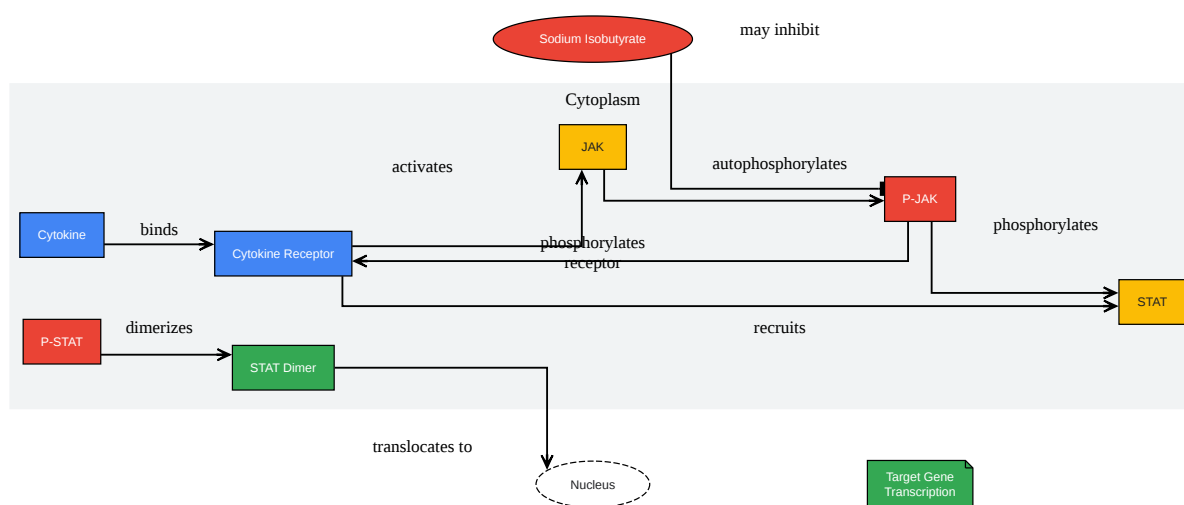 may inhibit
Sodium Isobutyrate
Cytoplasm
JAK
activates
autophosphorylates
P-JAK
phosphorylates
binds
Cytokine
Cytokine Receptor
phosphorylates
receptor
STAT
P-STAT
dimerizes
recruits
STAT Dimer
translocates to
Nucleus
Target Gene
Transcription